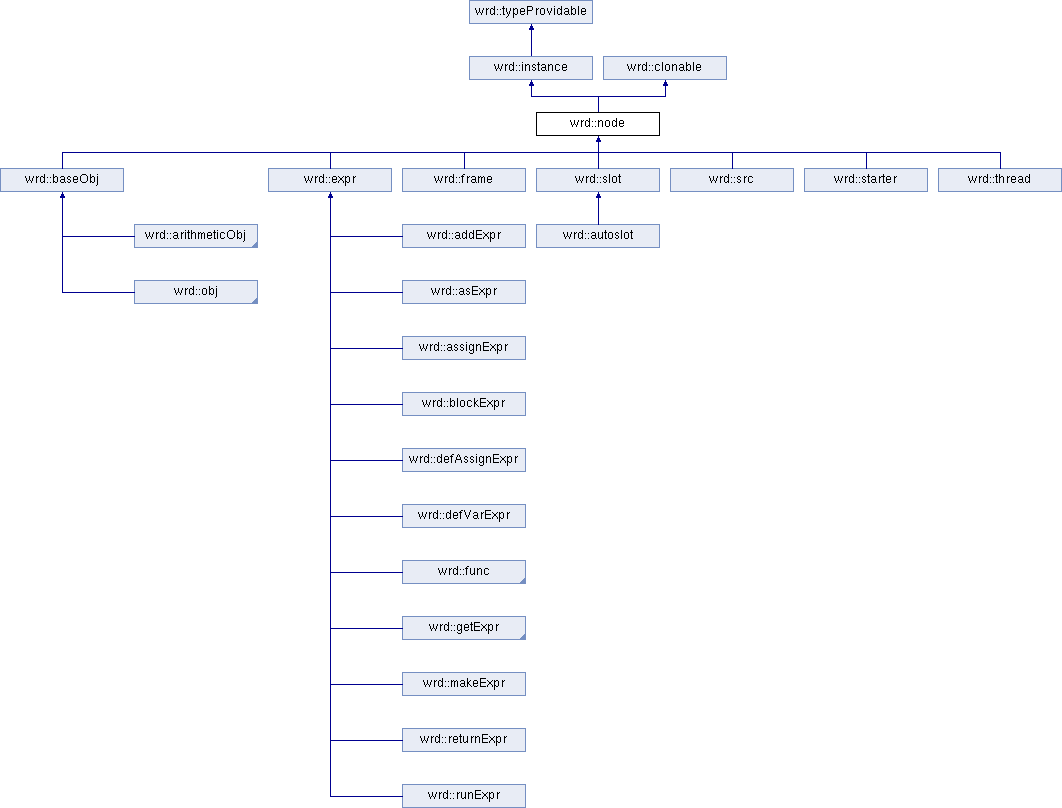 wrd::typeProvidable
wrd::instance
wrd::clonable
wrd::node
wrd::baseObj
wrd::expr
wrd::frame
wrd::slot
wrd::src
wrd::starter
wrd::thread
wrd::arithmeticObj
wrd::addExpr
wrd::autoslot
wrd::obj
wrd::asExpr
wrd::assignExpr
wrd::blockExpr
wrd::defAssignExpr
wrd::defVarExpr
wrd::func
wrd::getExpr
wrd::makeExpr
wrd::returnExpr
wrd::runExpr